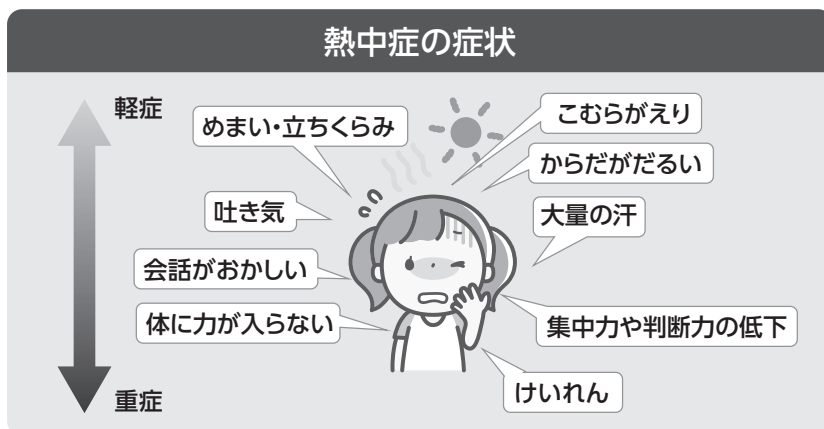 熱中症の症状
軽症
めまい・立ちくらみ
こむらがえり
からだがだるい
吐き気
大量の汗
会話がおかしい
体に力が入らない
集中力や判断力の低下
けいれん
重症